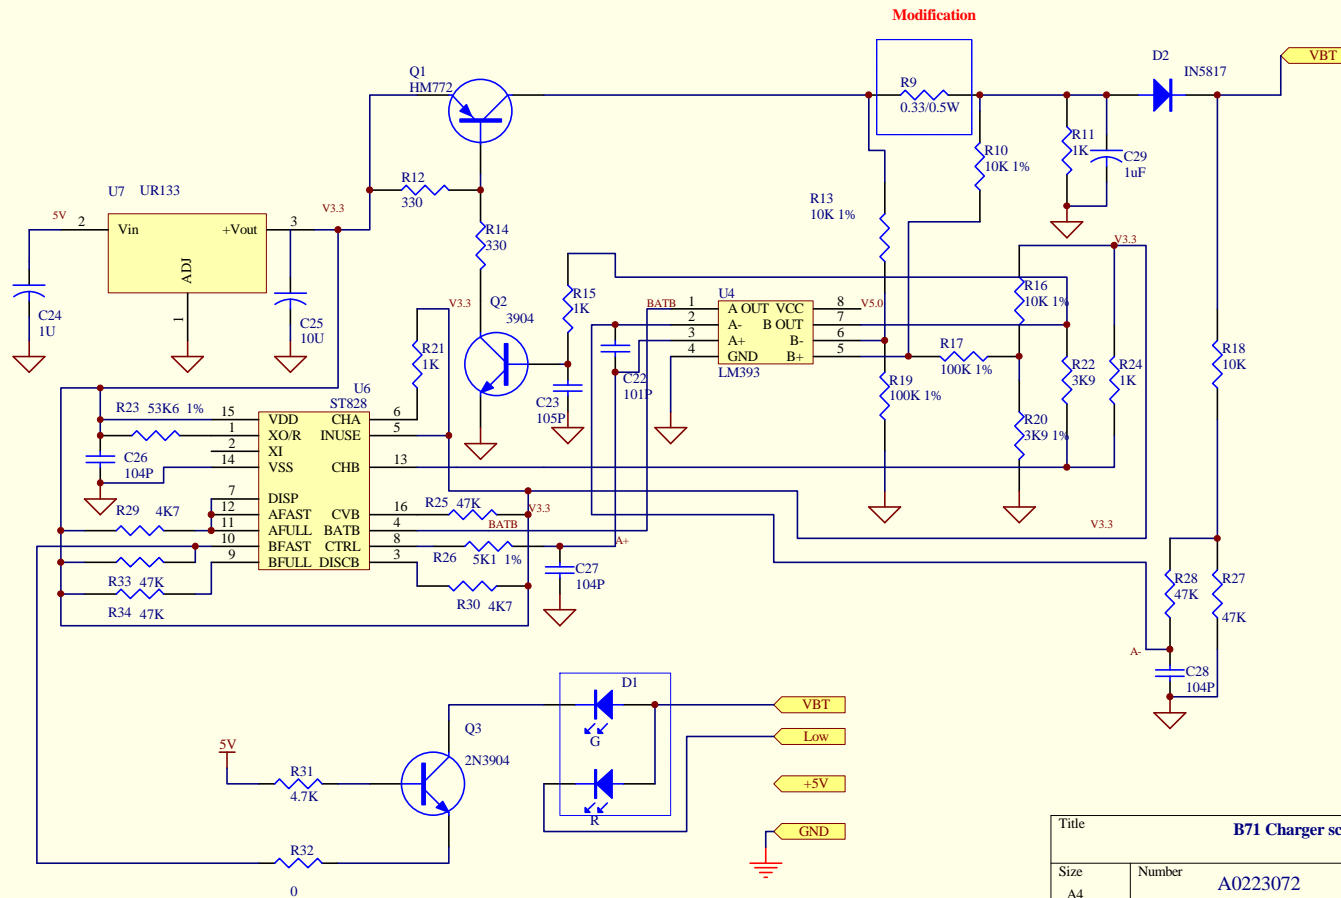 Modification
VBT
D2
IN5817
Q1
HM772
R9
0.33/0.5W
R11
1K
C29
1uF
R10
10K 1%
R12
330
R13
10K 1%
U7 UR133
5V
2
Vin
+Vout
3
V3.3
ADJ
1
R14
330
V3.3
C24
1U
C25
10U
R15
1K
Q2
3904
V3.3
R21
1K
BATB
U4
1
2
3
4
A OUT VCC
A- B OUT
A+ B-
GND B+
LM393
8
7
6
5
V5.0
R16
10K 1%
R17
100K 1%
R22
3K9
R24
1K
R18
10K
R19
100K 1%
R20
3K9 1%
C22
101P
C23
105P
U6
ST828
R23 53K6 1%
15 VDD CHA 6
1 XO/R INUSE 5
2 XI
14 VSS CHB 13
7 DISP
12 AFAST CVB 16
11 AFULL BATB 4
10 BFAST CTRL 8
9 BFULL DISCB 3
C26
104P
R29 4K7
R33 47K
R34 47K
R25 47K
V3.3
BATB
R26 5K1 1%
A+
C27
104P
R30 4K7
V3.3
R28
47K
R27
47K
A-
C28
104P
D1
G
R
VBT
Low
+5V
GND
Q3
2N3904
5V
R31
4.7K
R32
0
Title
B71 Charger sc
Size
A4
Number
A0223072